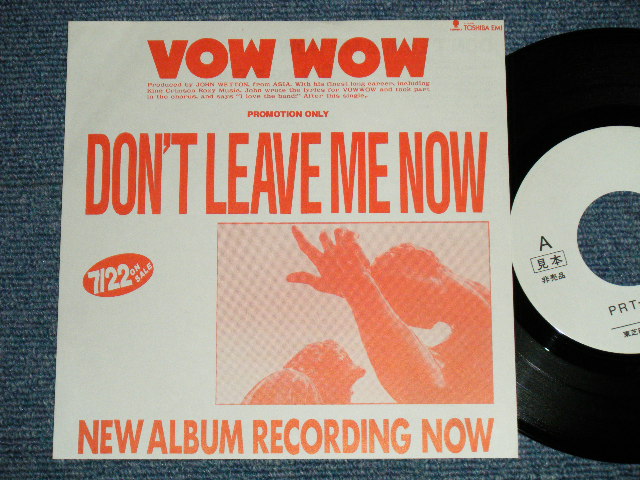 TOSHIBA EMI
VOW WOW
Produced by JOHN WETTON, from ASIA. With his finest long career, including
King Crimson Roxy Music, John wrote the lyrics for VOWWOW and took part
in the chorus, and says "I love the band!" After this single,
PROMOTION ONLY
DON'T LEAVE ME NOW
7/22 ON SALE
NEW ALBUM RECORDING NOW
A
見本
非売品
PRT-
東芝